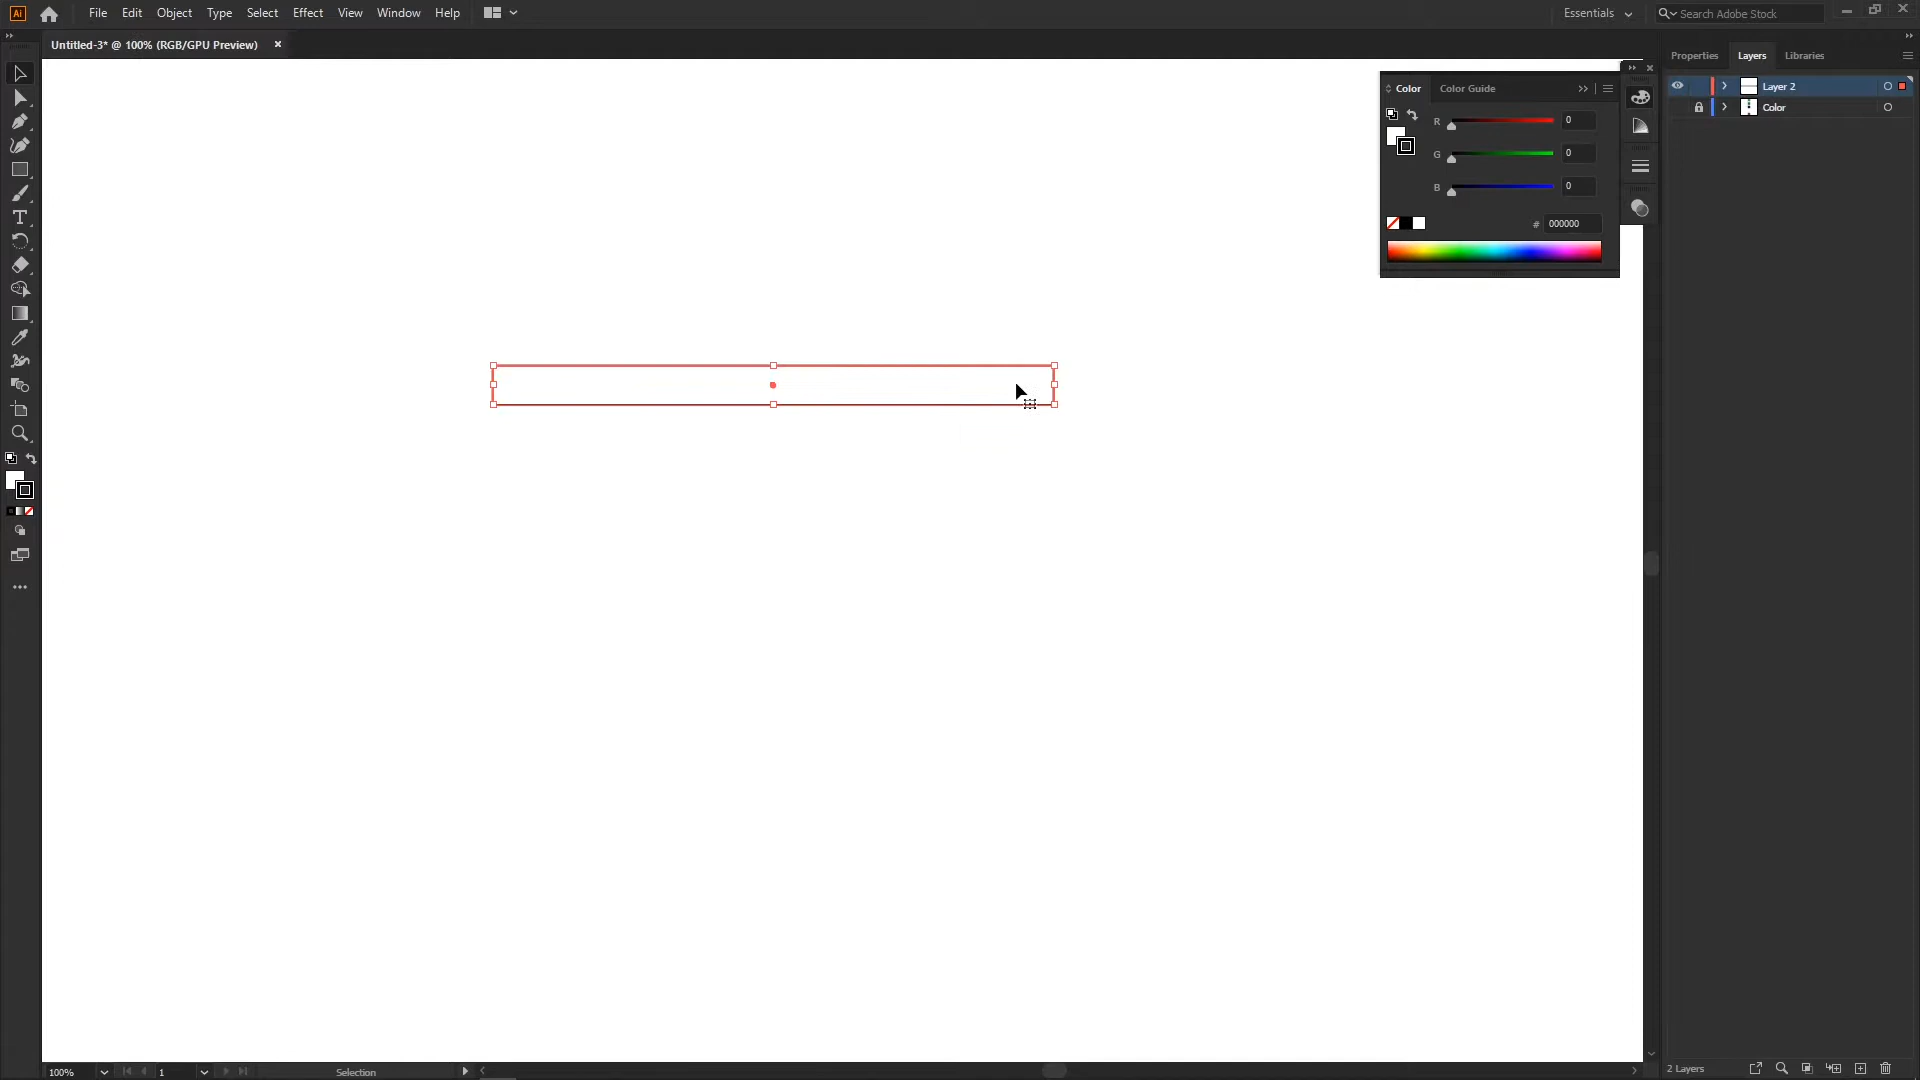 Ai File Edit Object Type Select Effect View Window Help Essentials Search Adobe Stock
Untitled-3* @ 100% (RGB/GPU Preview)
Properties Layers Libraries
Color Color Guide
Layer 2
Color
R 0
G 0
B 0
# 000000
100% 1 Selection
2 Layers